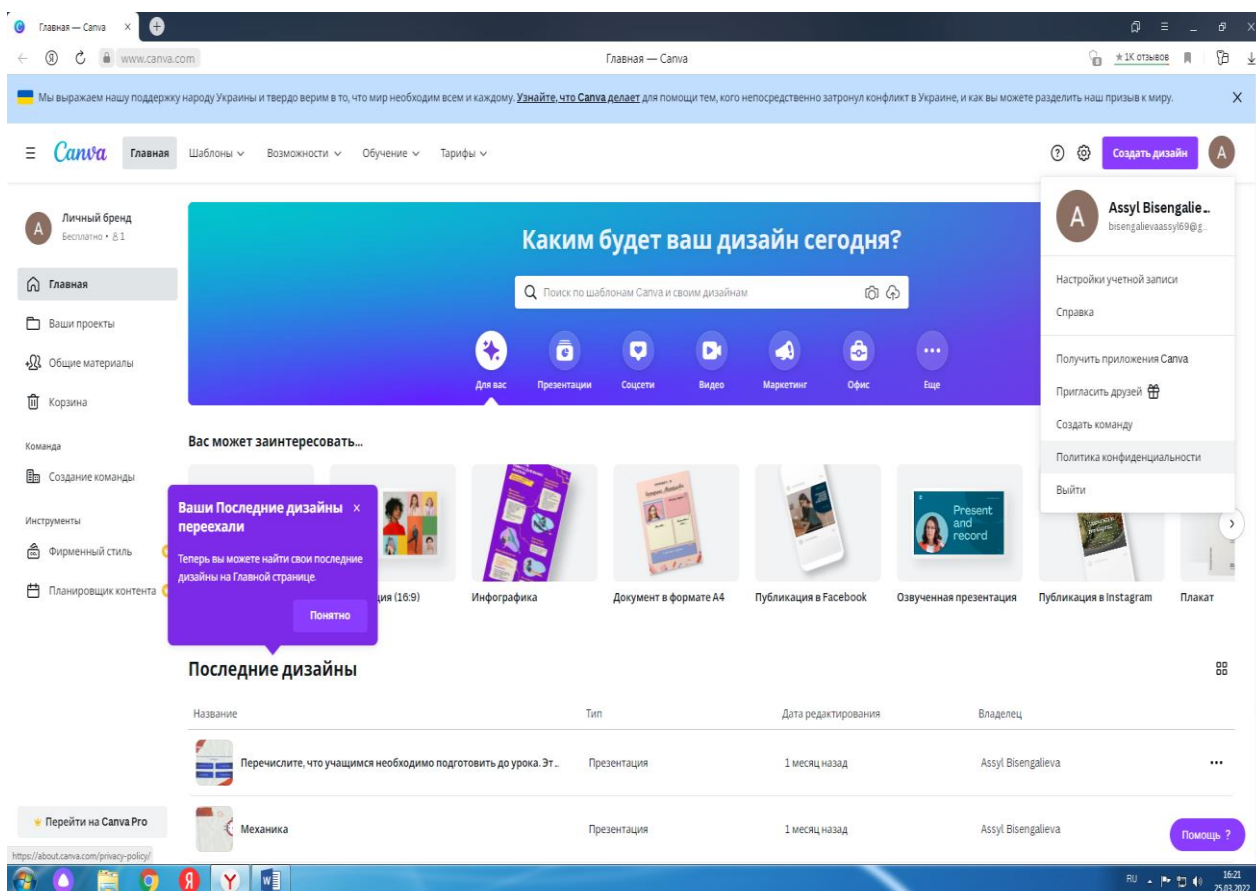 Главная — Canva
www.canva.com
Главная — Canva
★ 1K отзывов
Мы выражаем нашу поддержку народу Украины и твердо верим в то, что мир необходим всем и каждому. Узнайте, что Canva делает для помощи тем, кого непосредственно затронул конфликт в Украине, и как вы можете разделить наш призыв к миру.
Canva
Главная
Шаблоны
Возможности
Обучение
Тарифы
Создать дизайн
A
A
Личный бренд
Бесплатно • 1
Главная
Ваши проекты
Общие материалы
Корзина
Команда
Создание команды
Инструменты
Фирменный стиль
Планировщик контента
Перейти на Canva Pro
https://about.canva.com/privacy-policy/
Каким будет ваш дизайн сегодня?
Поиск по шаблонам Canva и своим дизайнам
Для вас
Презентации
Соцсети
Видео
Маркетинг
Офис
Еще
A
Assyl Bisengalie...
bisengalievaassyl69@g...
Настройки учетной записи
Справка
Получить приложения Canva
Пригласить друзей
Создать команду
Политика конфиденциальности
Выйти
Вас может заинтересовать...
Present
and
record
ция (16:9)
Инфографика
Документ в формате A4
Публикация в Facebook
Озвученная презентация
Публикация в Instagram
Плакат
Ваши Последние дизайны
переехали
Теперь вы можете найти свои последние
дизайны на Главной странице.
Понятно
Последние дизайны
Название
Тип
Дата редактирования
Владелец
Перечислите, что учащимся необходимо подготовить до урока. Эт...
Презентация
1 месяц назад
Assyl Bisengalieva
Механика
Презентация
1 месяц назад
Assyl Bisengalieva
Помощь ?
RU
16:21
25.03.2022